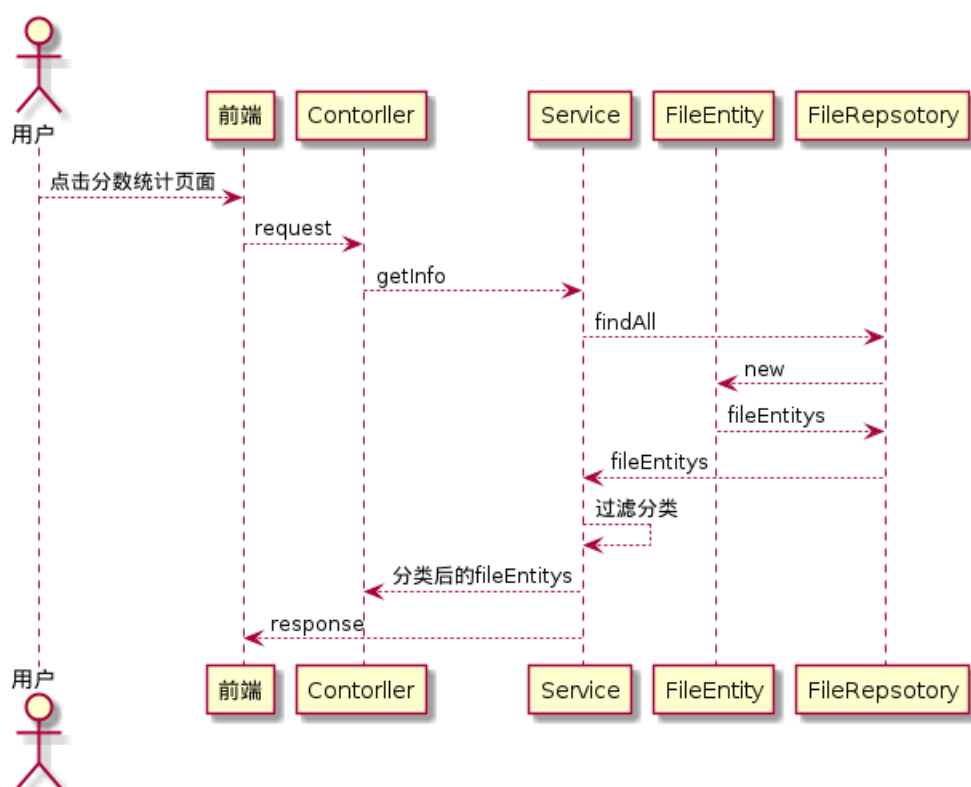 用户
前端
Contorller
Service
FileEntity
FileRepsotory
点击分数统计页面
request
getInfo
findAll
new
fileEntitys
fileEntitys
过滤分类
分类后的fileEntitys
response
用户
前端
Contorller
Service
FileEntity
FileRepsotory